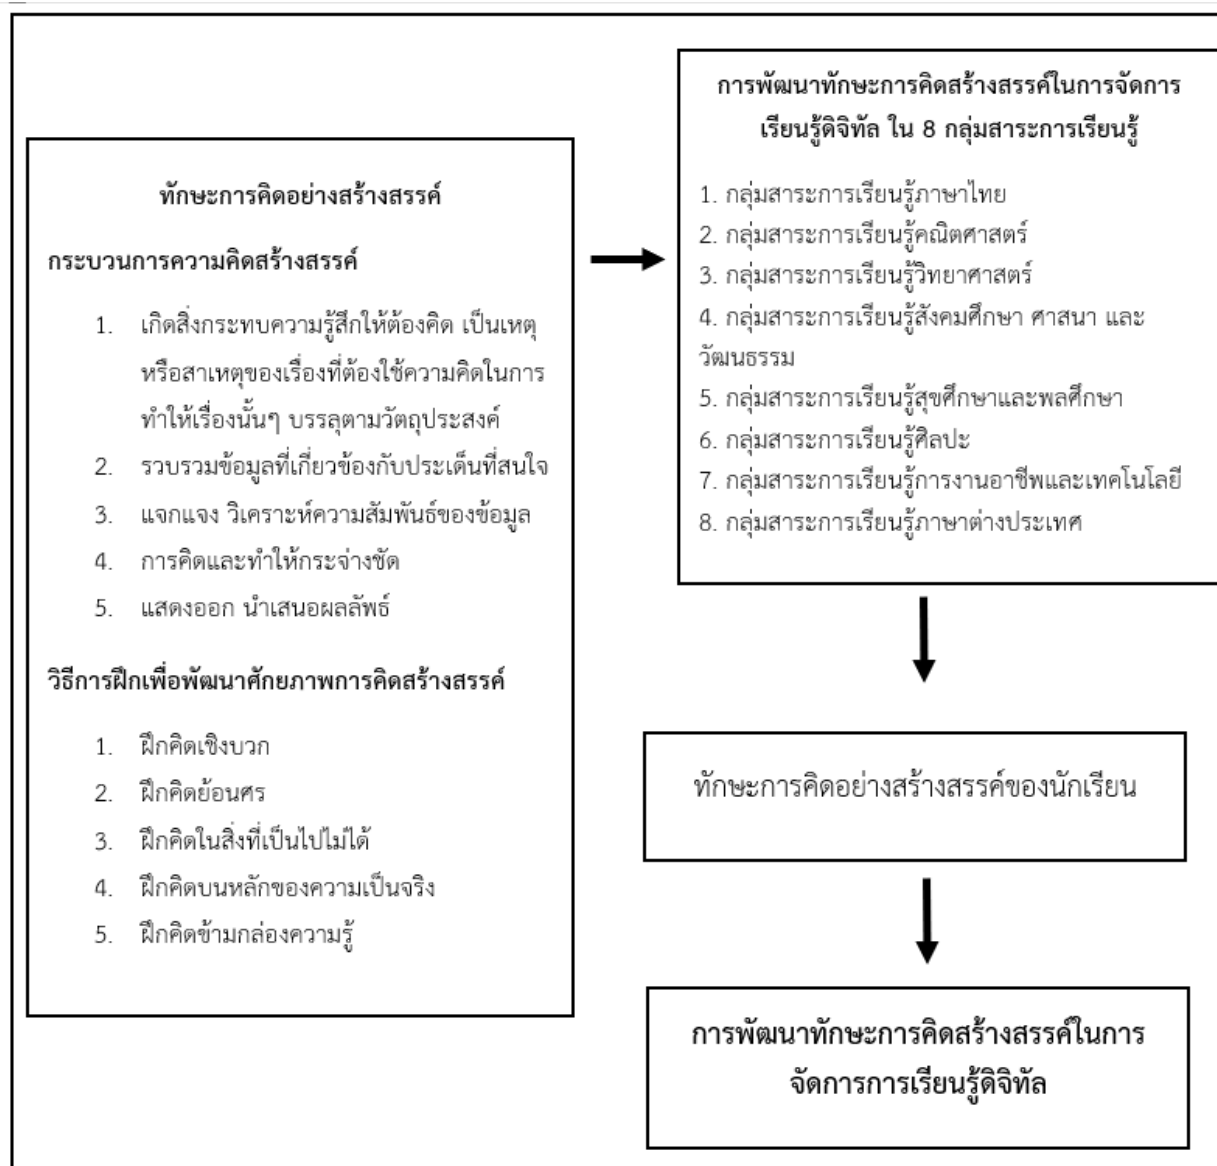 ทักษะการคิดอย่างสร้างสรรค์
กระบวนการความคิดสร้างสรรค์
1. เกิดสิ่งกระทบความรู้สึกให้ต้องคิด เป็นเหตุ
หรือสาเหตุของเรื่องที่ต้องใช้ความคิดในการ
ทำให้เรื่องนั้นๆ บรรลุตามวัตถุประสงค์
2. รวบรวมข้อมูลที่เกี่ยวข้องกับประเด็นที่สนใจ
3. แจกแจง วิเคราะห์ความสัมพันธ์ของข้อมูล
4. การคิดและทำให้กระจ่างชัด
5. แสดงออก นำเสนอผลลัพธ์
วิธีการฝึกเพื่อพัฒนาศักยภาพการคิดสร้างสรรค์
1. ฝึกคิดเชิงบวก
2. ฝึกคิดย้อนศร
3. ฝึกคิดในสิ่งที่เป็นไปไม่ได้
4. ฝึกคิดบนหลักของความเป็นจริง
5. ฝึกคิดข้ามกล่องความรู้
การพัฒนาทักษะการคิดสร้างสรรค์ในการจัดการ
เรียนรู้ดิจิทัล ใน 8 กลุ่มสาระการเรียนรู้
1. กลุ่มสาระการเรียนรู้ภาษาไทย
2. กลุ่มสาระการเรียนรู้คณิตศาสตร์
3. กลุ่มสาระการเรียนรู้วิทยาศาสตร์
4. กลุ่มสาระการเรียนรู้สังคมศึกษา ศาสนา และ
วัฒนธรรม
5. กลุ่มสาระการเรียนรู้สุขศึกษาและพลศึกษา
6. กลุ่มสาระการเรียนรู้ศิลปะ
7. กลุ่มสาระการเรียนรู้การงานอาชีพและเทคโนโลยี
8. กลุ่มสาระการเรียนรู้ภาษาต่างประเทศ
ทักษะการคิดอย่างสร้างสรรค์ของนักเรียน
การพัฒนาทักษะการคิดสร้างสรรค์ในการ
จัดการการเรียนรู้ดิจิทัล